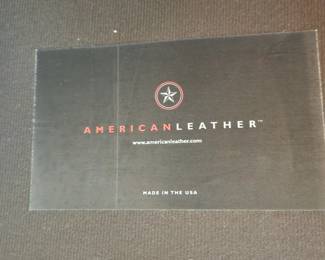 AMERICANLEATHER™
www.americanleather.com
MADE IN THE USA